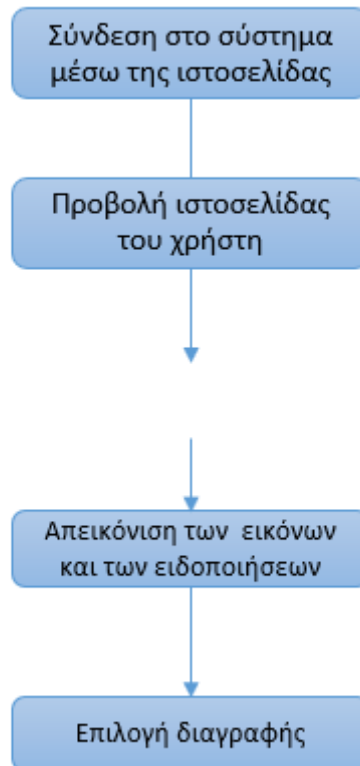 Σύνδεση στο σύστημα
μέσω της ιστοσελίδας
Προβολή ιστοσελίδας
του χρήστη
Απεικόνιση των εικόνων
και των ειδοποιήσεων
Επιλογή διαγραφής